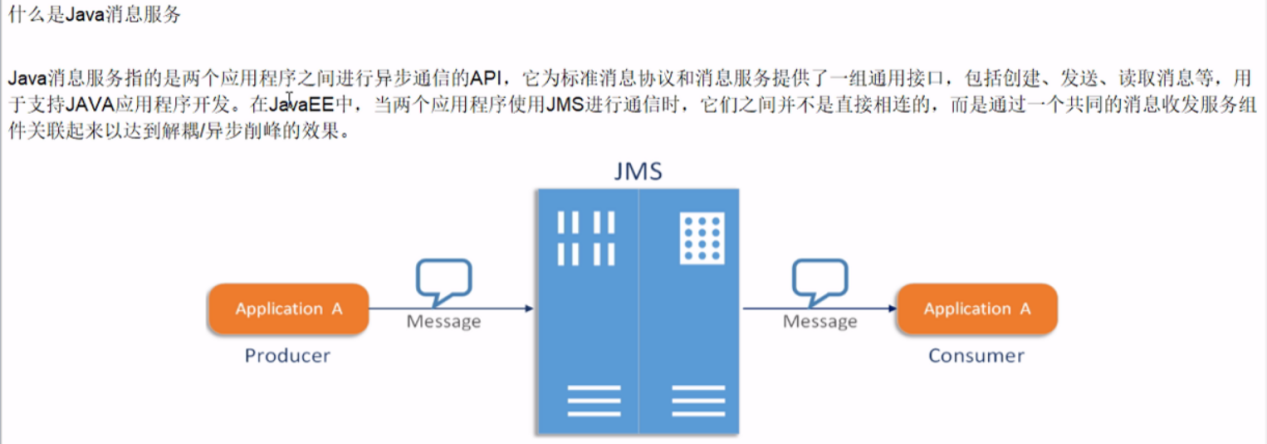 什么是Java消息服务
Java消息服务指的是两个应用程序之间进行异步通信的API，它为标准消息协议和消息服务提供了一组通用接口，包括创建、发送、读取消息等，用
于支持JAVA应用程序开发。在JavaEE中，当两个应用程序使用JMS进行通信时，它们之间并不是直接相连的，而是通过一个共同的消息收发服务组
件关联起来以达到解耦/异步削峰的效果。
JMS
Application A
Message
Message
Application A
Producer
Consumer